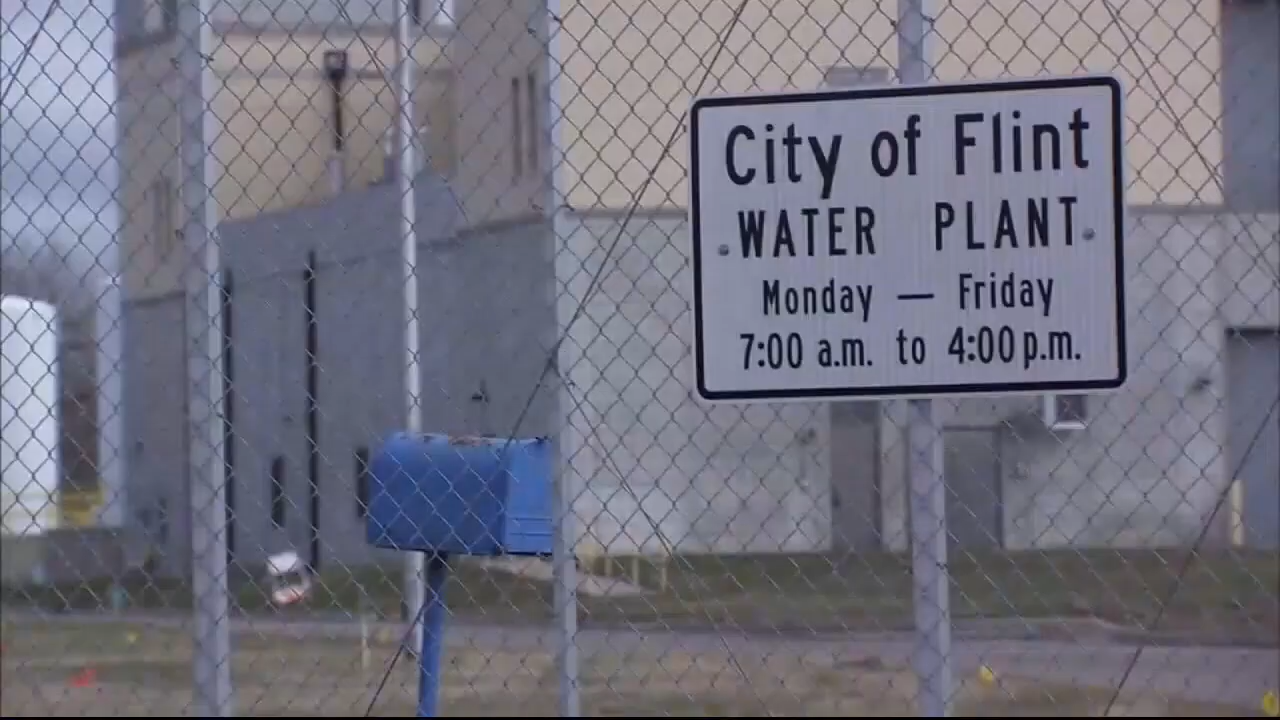 City of Flint
WATER PLANT
Monday — Friday
7:00 a.m. to 4:00 p.m.